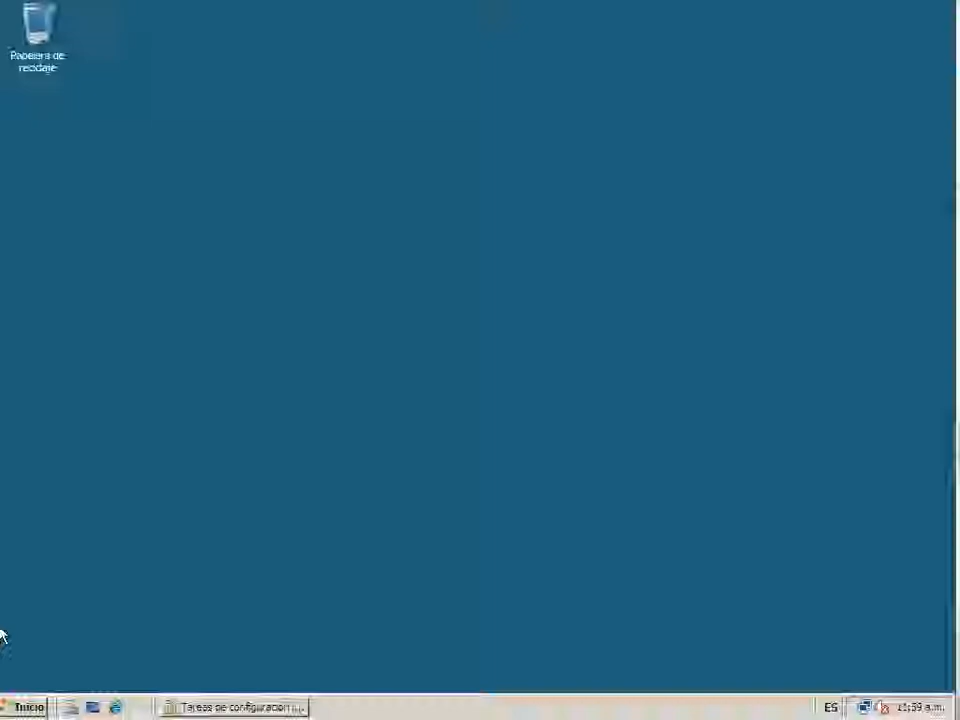 Papelera de
reciclaje
Inicio
Tareas de configuración ...
ES
11:39 a.m.